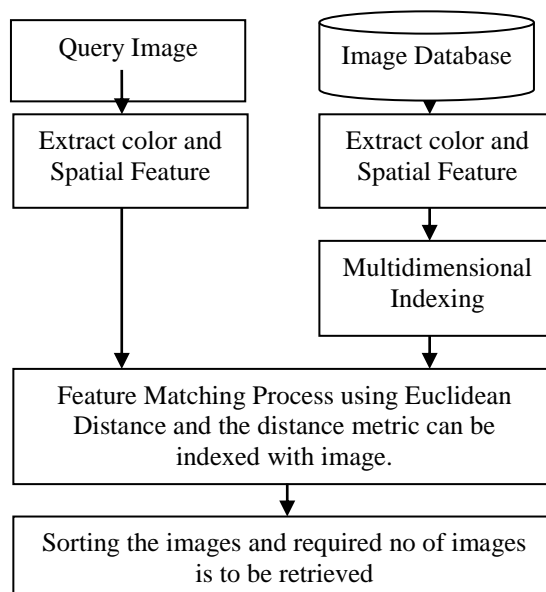 Query Image
Image Database
Extract color and
Spatial Feature
Extract color and
Spatial Feature
Multidimensional
Indexing
Feature Matching Process using Euclidean
Distance and the distance metric can be
indexed with image.
Sorting the images and required no of images
is to be retrieved